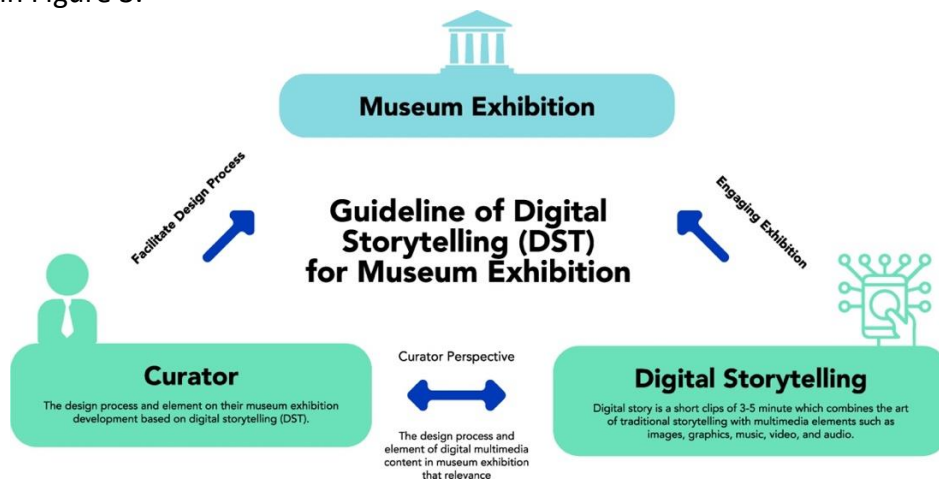 in Figure 3.
Museum Exhibition
Facilitate Design Process
Engaging Exhibition
Guideline of Digital
Storytelling (DST)
for Museum Exhibition
Curator
The design process and element on their museum exhibition
development based on digital storytelling (DST).
Curator Perspective
The design process and
element of digital multimedia
content in museum exhibition
that relevance
Digital Storytelling
Digital story is a short clips of 3-5 minute which combines the art
of traditional storytelling with multimedia elements such as
images, graphics, music, video, and audio.